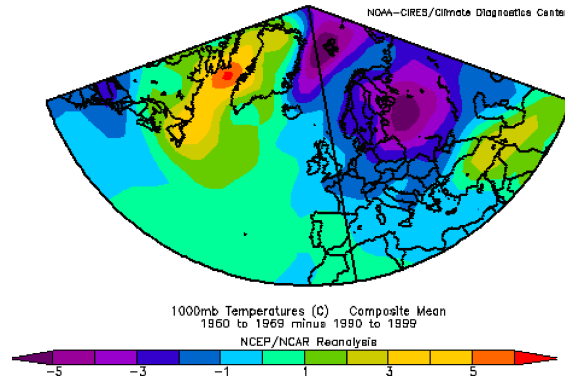 NOAA-CIRES/Climate Diagnostics Center
1000mb Temperatures (C) Composite Mean
1960 to 1969 minus 1990 to 1999
NCEP/NCAR Reanalysis
-5 -3 -1 1 3 5